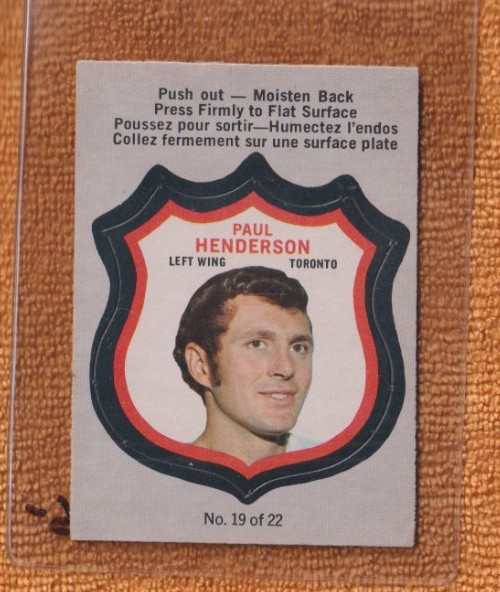 Push out — Moisten Back
Press Firmly to Flat Surface
Poussez pour sortir—Humectez l'endos
Collez fermement sur une surface plate
PAUL
HENDERSON
LEFT WING TORONTO
No. 19 of 22